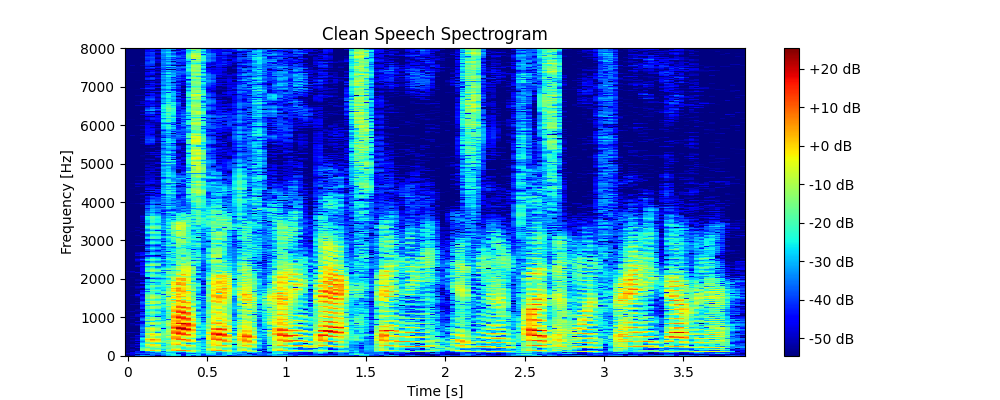 Clean Speech Spectrogram
8000
7000
6000
5000
4000
3000
2000
1000
0
Frequency [Hz]
0 0.5 1 1.5 2 2.5 3 3.5
Time [s]
+20 dB
+10 dB
+0 dB
-10 dB
-20 dB
-30 dB
-40 dB
-50 dB